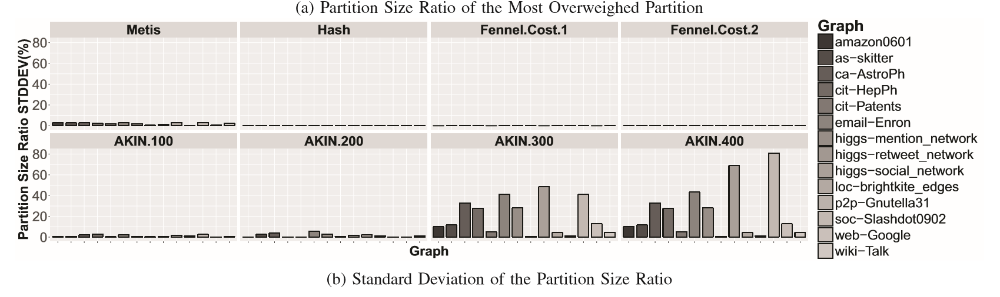 (a) Partition Size Ratio of the Most Overweighed Partition
Metis Hash Fennel.Cost.1 Fennel.Cost.2
Partition Size Ratio STDDEV(%)
80
60
40
20
0
AKIN.100 AKIN.200 AKIN.300 AKIN.400
80
60
40
20
0
Graph
Graph
amazon0601
as−skitter
ca−AstroPh
cit−HepPh
cit−Patents
email−Enron
higgs−mention_network
higgs−retweet_network
higgs−social_network
loc−brightkite_edges
p2p−Gnutella31
soc−Slashdot0902
web−Google
wiki−Talk
(b) Standard Deviation of the Partition Size Ratio